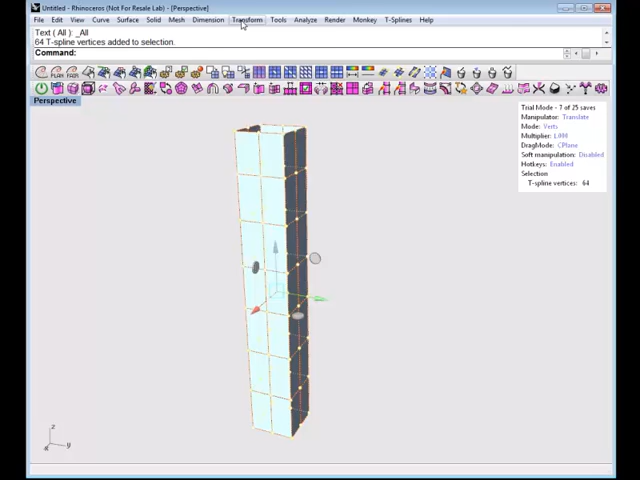 Untitled - Rhinoceros (Not For Resale Lab) - [Perspective]
File Edit View Curve Surface Solid Mesh Dimension Transform Tools Analyze Render Monkey T-Splines Help
Text ( All ): _All
64 T-spline vertices added to selection.
Command:
Perspective
Trial Mode - 7 of 25 saves
Manipulator: Translate
Mode: Verts
Multiplier: 1.000
DragMode: CPlane
Soft manipulation: Disabled
Hotkeys: Enabled
Selection
T-spline vertices: 64
z
x y